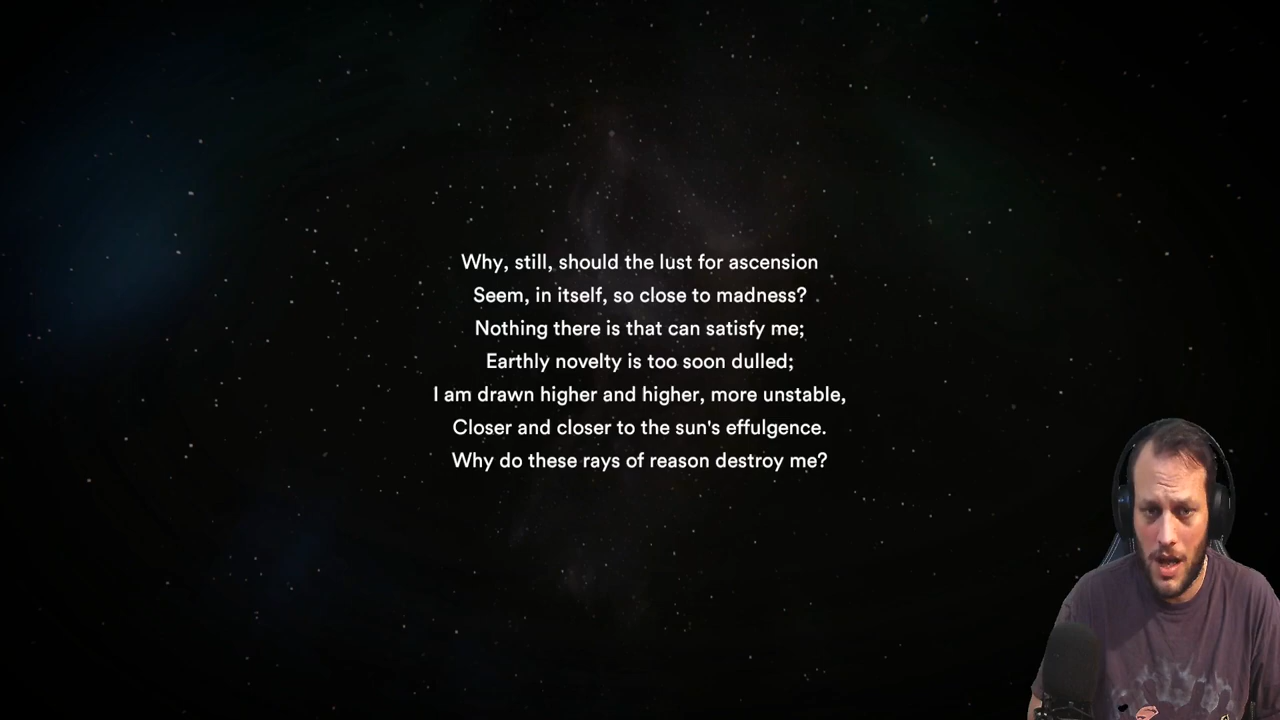 Why, still, should the lust for ascension
Seem, in itself, so close to madness?
Nothing there is that can satisfy me;
Earthly novelty is too soon dulled;
I am drawn higher and higher, more unstable,
Closer and closer to the sun's effulgence.
Why do these rays of reason destroy me?